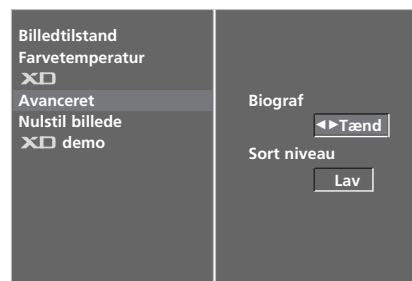 Billedtilstand
Farvetemperatur
XD
Avanceret
Nulstil billede
XD demo
Biograf
◄►Tænd
Sort niveau
Lav